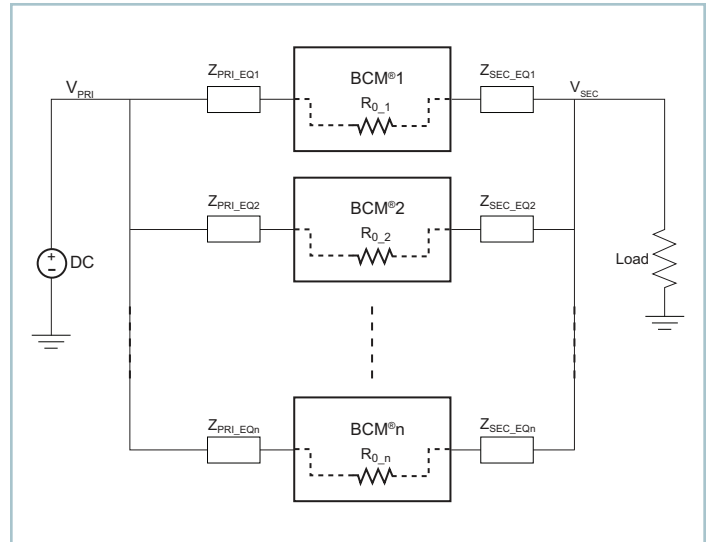 V_PRI
Z_PRI_EQ1
BCM®1
R_0_1
Z_SEC_EQ1
V_SEC
Z_PRI_EQ2
BCM®2
R_0_2
Z_SEC_EQ2
+
-
DC
Load
Z_PRI_EQn
BCM®n
R_0_n
Z_SEC_EQn